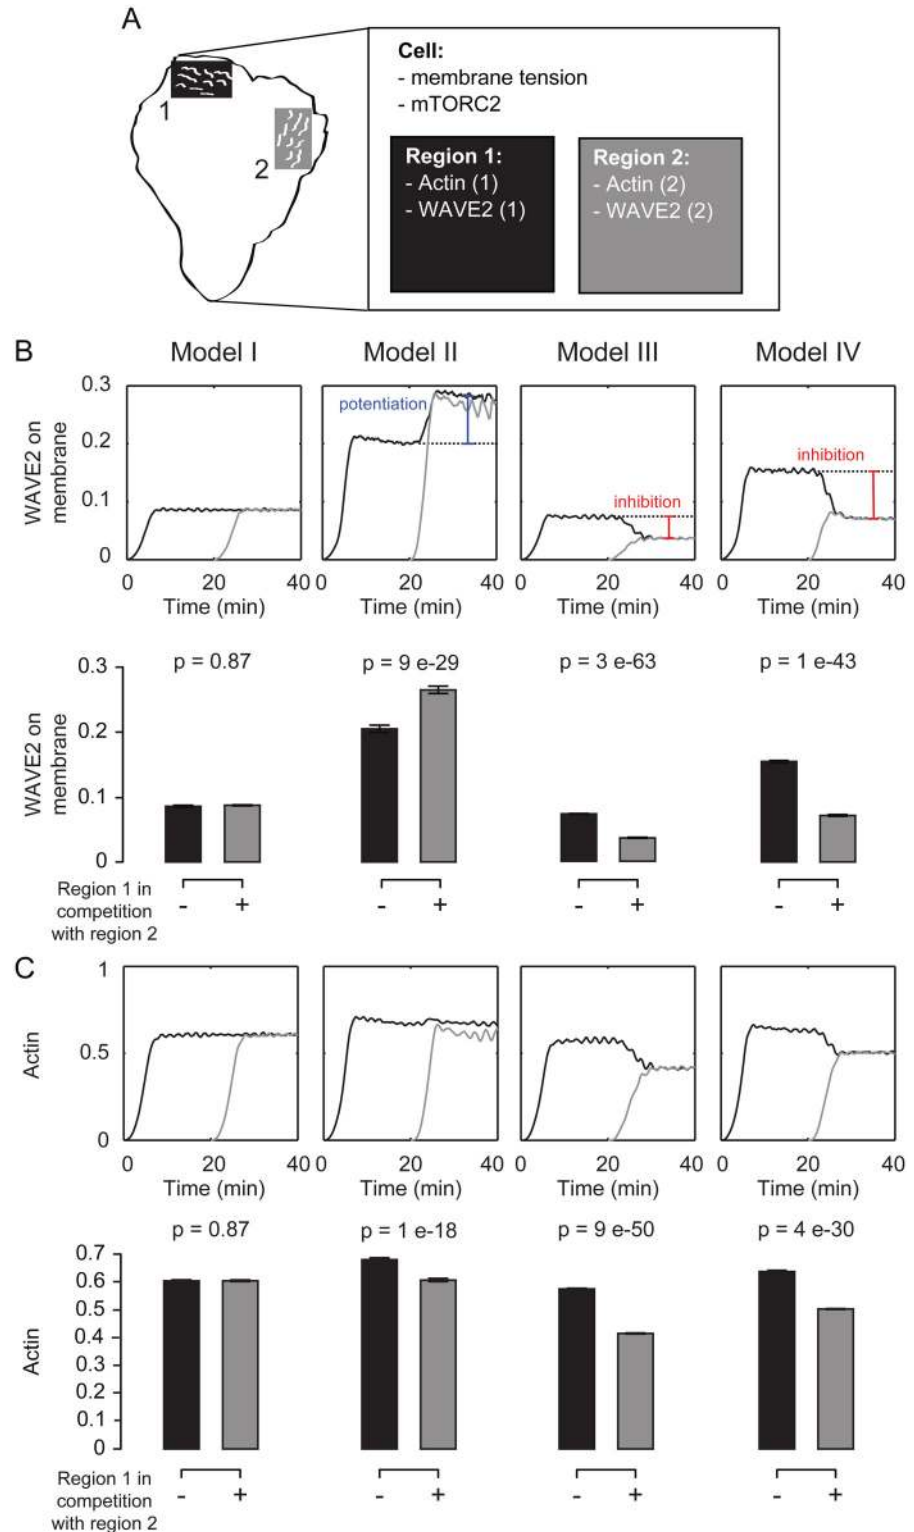 A
1
2
Cell:
- membrane tension
- mTORC2
Region 1:
- Actin (1)
- WAVE2 (1)
Region 2:
- Actin (2)
- WAVE2 (2)
B
Model I
Model II
Model III
Model IV
WAVE2 on
membrane
0.3
0.2
0.1
0
potentiation
inhibition
inhibition
0 20 40
0 20 40
0 20 40
0 20 40
Time (min)
Time (min)
Time (min)
Time (min)
WAVE2 on
membrane
0.3
0.2
0.1
0
p = 0.87
p = 9 e-29
p = 3 e-63
p = 1 e-43
Region 1 in
competition
with region 2
- +
- +
- +
- +
C
Actin
1
0.5
0
0 20 40
0 20 40
0 20 40
0 20 40
Time (min)
Time (min)
Time (min)
Time (min)
p = 0.87
p = 1 e-18
p = 9 e-50
p = 4 e-30
Actin
0.7
0.6
0.5
0.4
0.3
0.2
0.1
0
Region 1 in
competition
with region 2
- +
- +
- +
- +